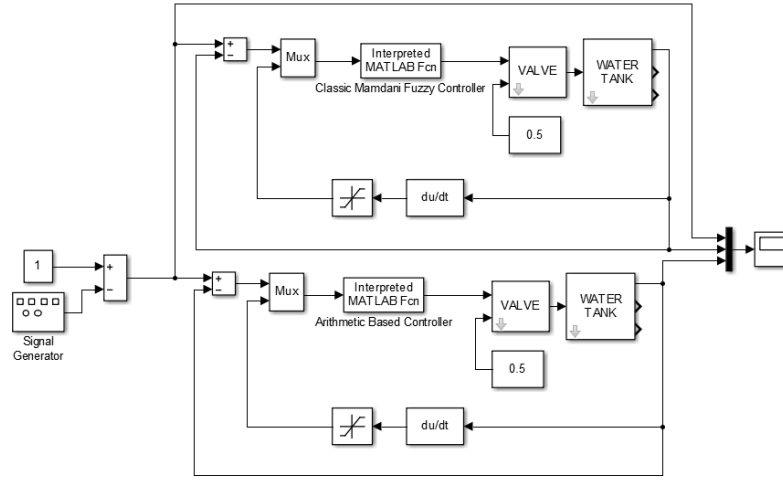 +
−
Mux
Interpreted
MATLAB Fcn
Classic Mamdani Fuzzy Controller
VALVE
WATER
TANK
0.5
du/dt
1
+
−
Signal
Generator
+
−
Mux
Interpreted
MATLAB Fcn
Arithmetic Based Controller
VALVE
WATER
TANK
0.5
du/dt